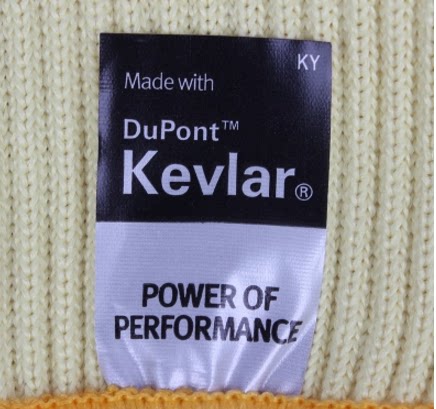 KY
Made with
DuPont™
Kevlar®
POWER OF
PERFORMANCE